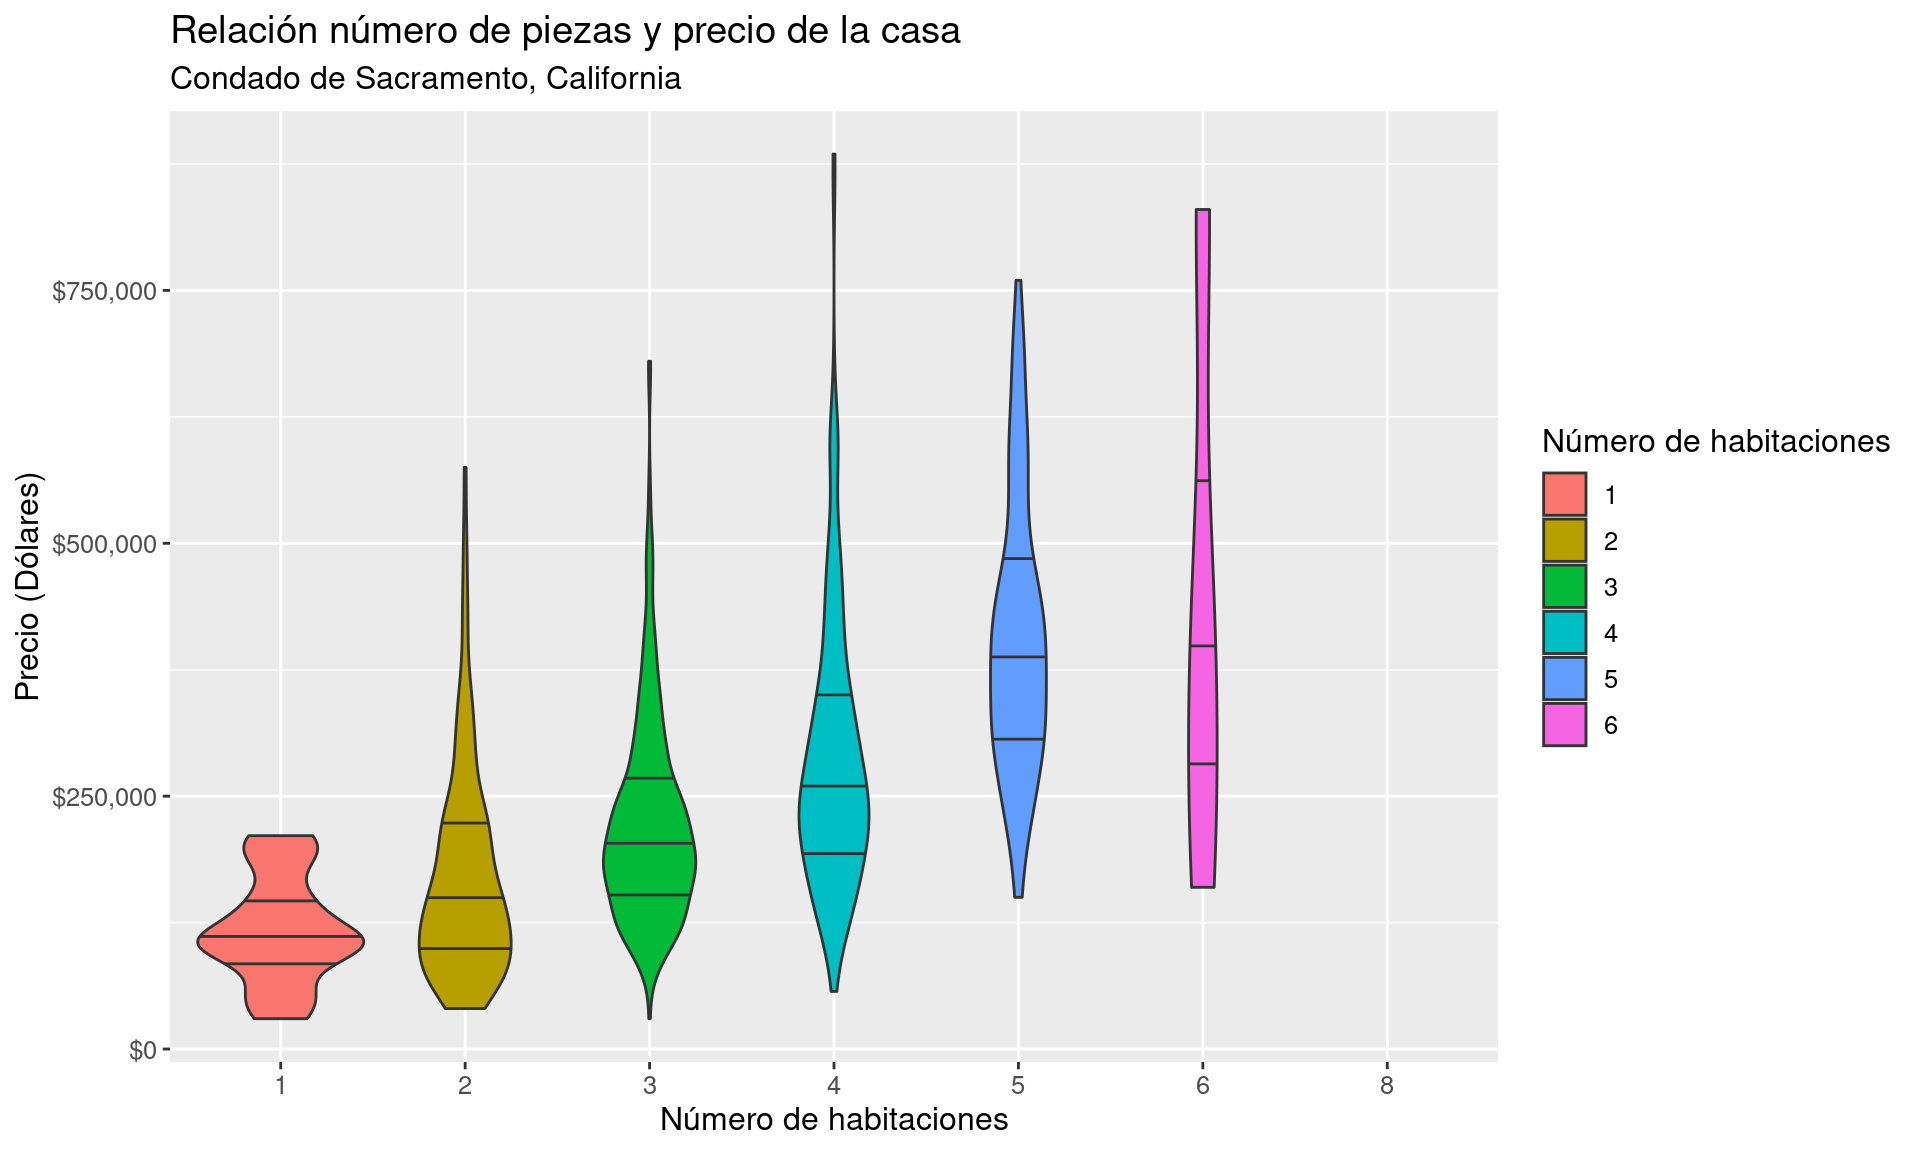 Relación número de piezas y precio de la casa
Condado de Sacramento, California
Precio (Dólares)
$750,000
$500,000
$250,000
$0
1 2 3 4 5 6 8
Número de habitaciones
Número de habitaciones
1
2
3
4
5
6